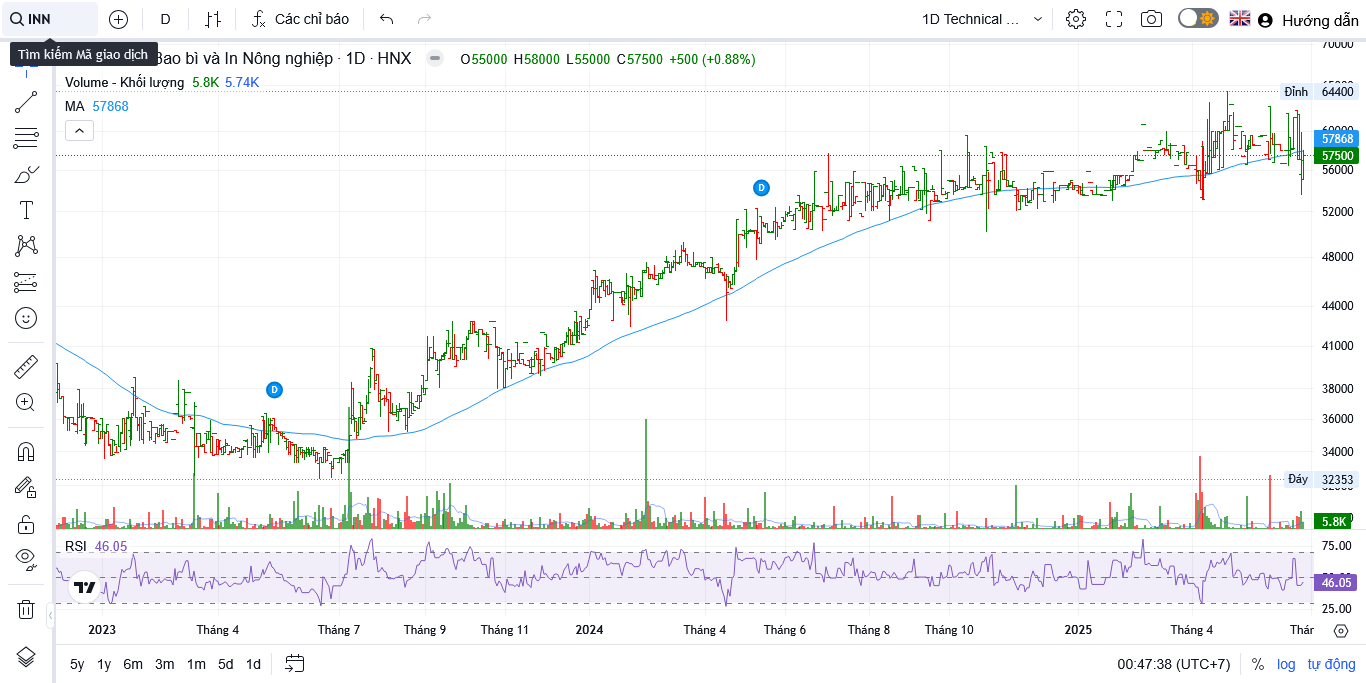 INN
D
Các chỉ báo
1D Technical ...
Hướng dẫn
Tìm kiếm Mã giao dịch
Bao bì và In Nông nghiệp · 1D · HNX
O55000 H58000 L55000 C57500 +500 (+0.88%)
Volume - Khối lượng 5.8K 5.74K
MA 57868
70000
Đỉnh 64400
60000
57868
57500
56000
52000
48000
44000
41000
38000
36000
34000
Đáy 32353
5.8K
D
D
RSI 46.05
75.00
46.05
25.00
2023 Tháng 4 Tháng 7 Tháng 9 Tháng 11 2024 Tháng 4 Tháng 6 Tháng 8 Tháng 10 2025 Tháng 4 Thár
5y 1y 6m 3m 1m 5d 1d
00:47:38 (UTC+7) % log tự động